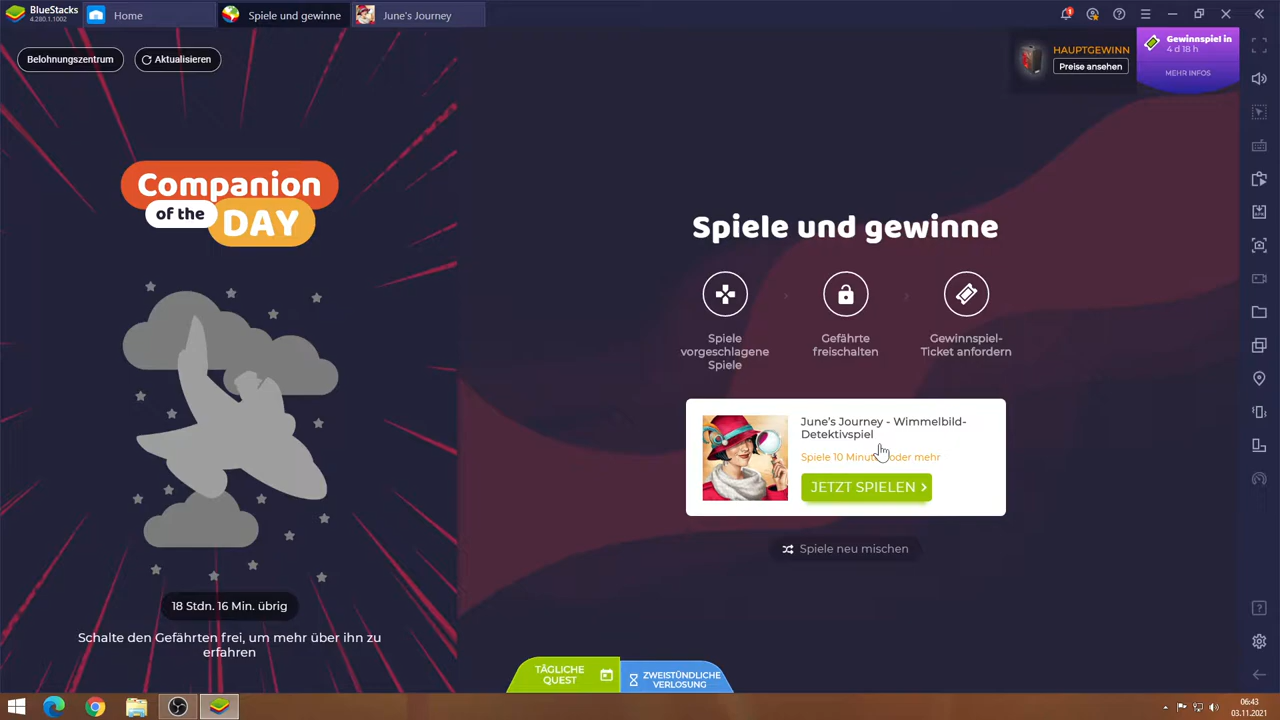 BlueStacks
4.280.1.1002
Home
Spiele und gewinne
June's Journey
1
Belohnungszentrum
Aktualisieren
HAUPTGEWINN
Preise ansehen
Gewinnspiel in
4 d 18 h
MEHR INFOS
Companion
of the
DAY
18 Stdn. 16 Min. übrig
Schalte den Gefährten frei, um mehr über ihn zu
erfahren
Spiele und gewinne
Spiele
vorgeschlagene
Spiele
Gefährte
freischalten
Gewinnspiel-
Ticket anfordern
June's Journey - Wimmelbild-
Detektivspiel
Spiele 10 Minut oder mehr
JETZT SPIELEN
Spiele neu mischen
TÄGLICHE
QUEST
ZWEISTÜNDLICHE
VERLOSUNG
06:43
03.11.2021